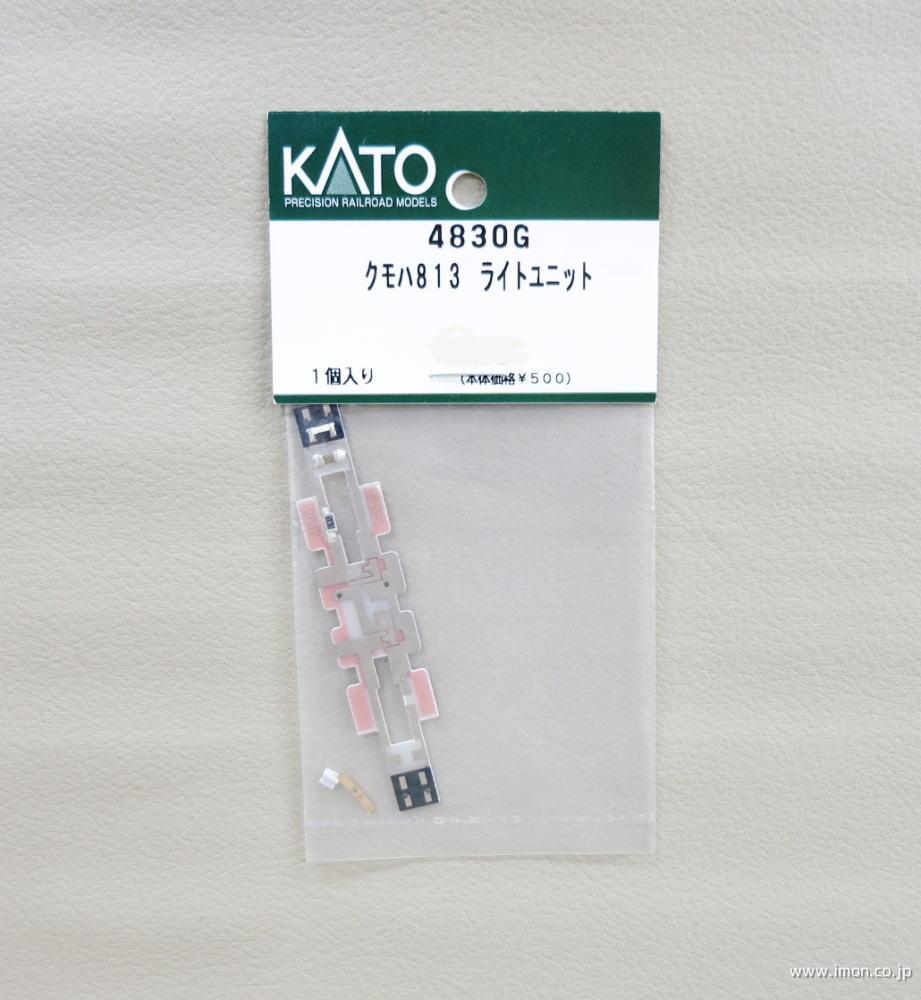 KATO
PRECISION RAILROAD MODELS
4830G
クモハ813 ライトユニット
1個入り
(本体価格¥500)
www.imon.co.jp